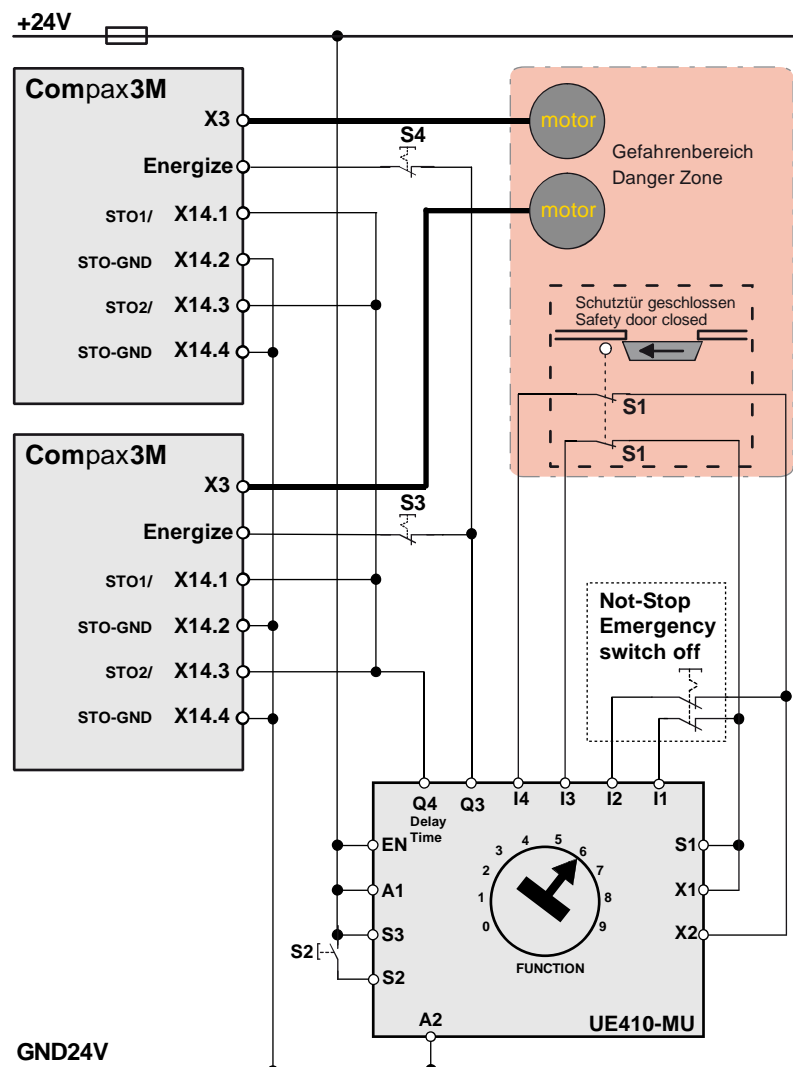 +24V
Compax3M
X3
Energize
STO1/ X14.1
STO-GND X14.2
STO2/ X14.3
STO-GND X14.4
S4
motor
motor
Gefahrenbereich
Danger Zone
Schutztür geschlossen
Safety door closed
S1
S1
Compax3M
X3
Energize
STO1/ X14.1
STO-GND X14.2
STO2/ X14.3
STO-GND X14.4
S3
Not-Stop
Emergency
switch off
Q4 Q3 I4 I3 I2 I1
Delay
Time
EN
A1
S3
S2
S2
0 1 2 3 4 5 6 7 8 9
FUNCTION
S1
X1
X2
A2
UE410-MU
GND24V